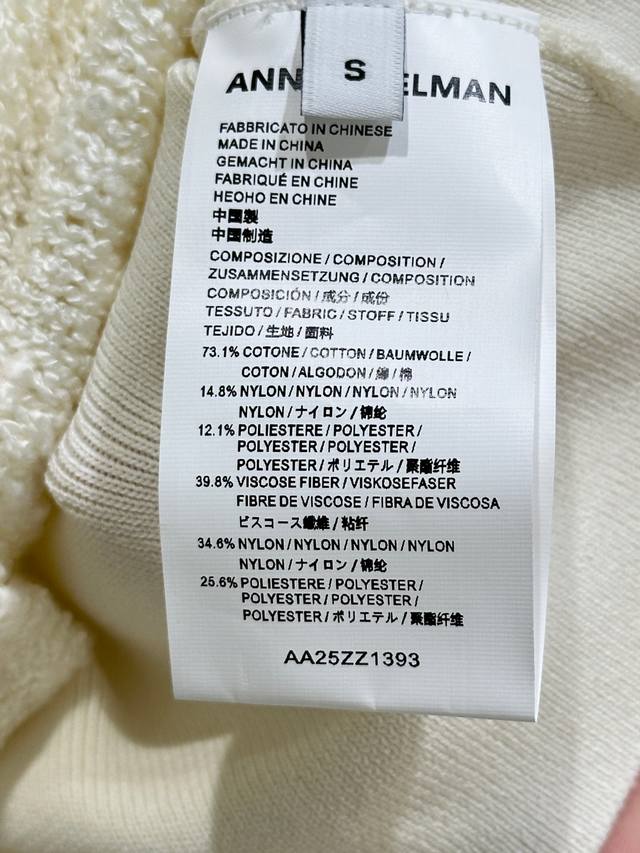 S
ANN ELMAN
FABBRICATO IN CHINESE
MADE IN CHINA
GEMACHT IN CHINA
FABRIQUÉ EN CHINE
HEOHO EN CHINE
中国製
中国制造
COMPOSIZIONE / COMPOSITION /
ZUSAMMENSETZUNG / COMPOSITION
COMPOSICIÓN / 成分 / 成份
TESSUTO / FABRIC / STOFF / TISSU
TEJIDO / 生地 / 面料
73.1% COTONE / COTTON / BAUMWOLLE /
COTON / ALGODON / 綿 / 棉
14.8% NYLON / NYLON / NYLON / NYLON
NYLON / ナイロン / 锦纶
12.1% POLIESTERE / POLYESTER /
POLYESTER / POLYESTER /
POLYESTER / ポリエテル / 聚酯纤维
39.8% VISCOSE FIBER / VISKOSEFASER
FIBRE DE VISCOSE / FIBRA DE VISCOSA
ビスコース繊維 / 粘纤
34.6% NYLON / NYLON / NYLON / NYLON
NYLON / ナイロン / 锦纶
25.6% POLIESTERE / POLYESTER /
POLYESTER / POLYESTER /
POLYESTER / ポリエテル / 聚酯纤维
AA25ZZ1393